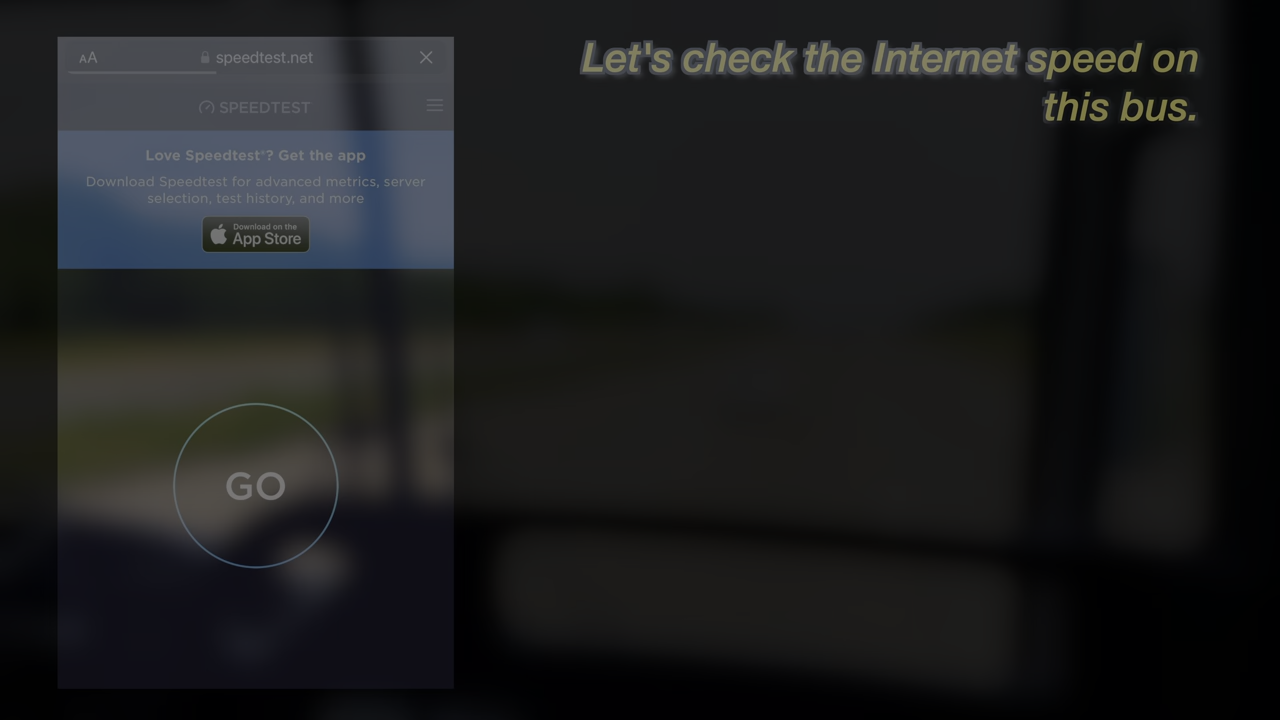 AA speedtest.net
SPEEDTEST
Love Speedtest®? Get the app
Download Speedtest for advanced metrics, server
selection, test history, and more
Download on the
App Store
GO
Let's check the Internet speed on
this bus.